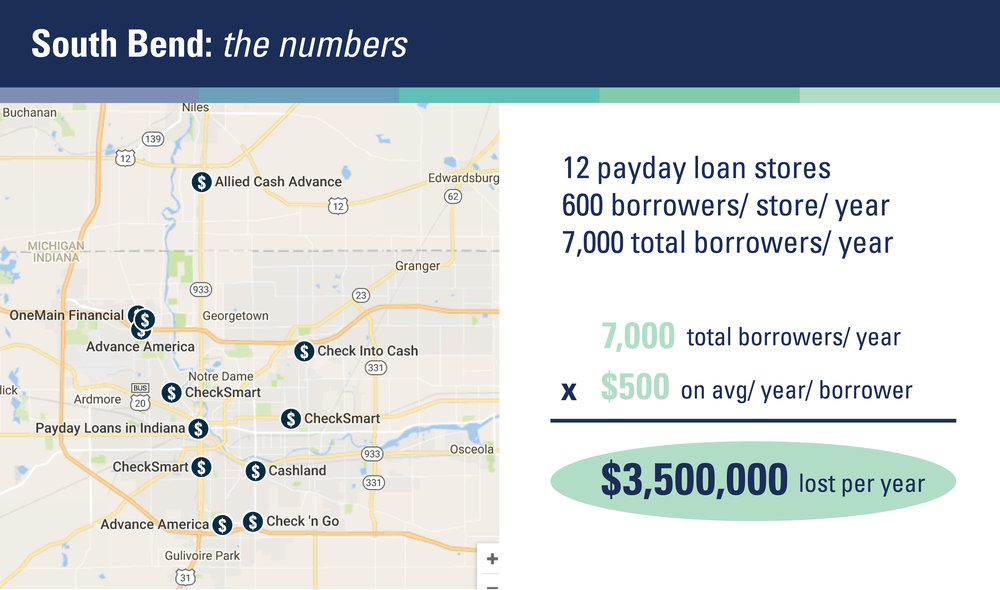 South Bend: the numbers
Buchanan
Niles
139
12
Allied Cash Advance
Edwardsburg
12
62
MICHIGAN
INDIANA
Granger
933
23
OneMain Financial
Georgetown
Advance America
Check Into Cash
331
Notre Dame
lick
BUS
20
Ardmore
CheckSmart
CheckSmart
Payday Loans in Indiana
Osceola
933
CheckSmart
Cashland
331
Advance America
Check 'n Go
Gulivoire Park
31
+
−
12 payday loan stores
600 borrowers/ store/ year
7,000 total borrowers/ year
7,000 total borrowers/ year
x $500 on avg/ year/ borrower
$3,500,000 lost per year